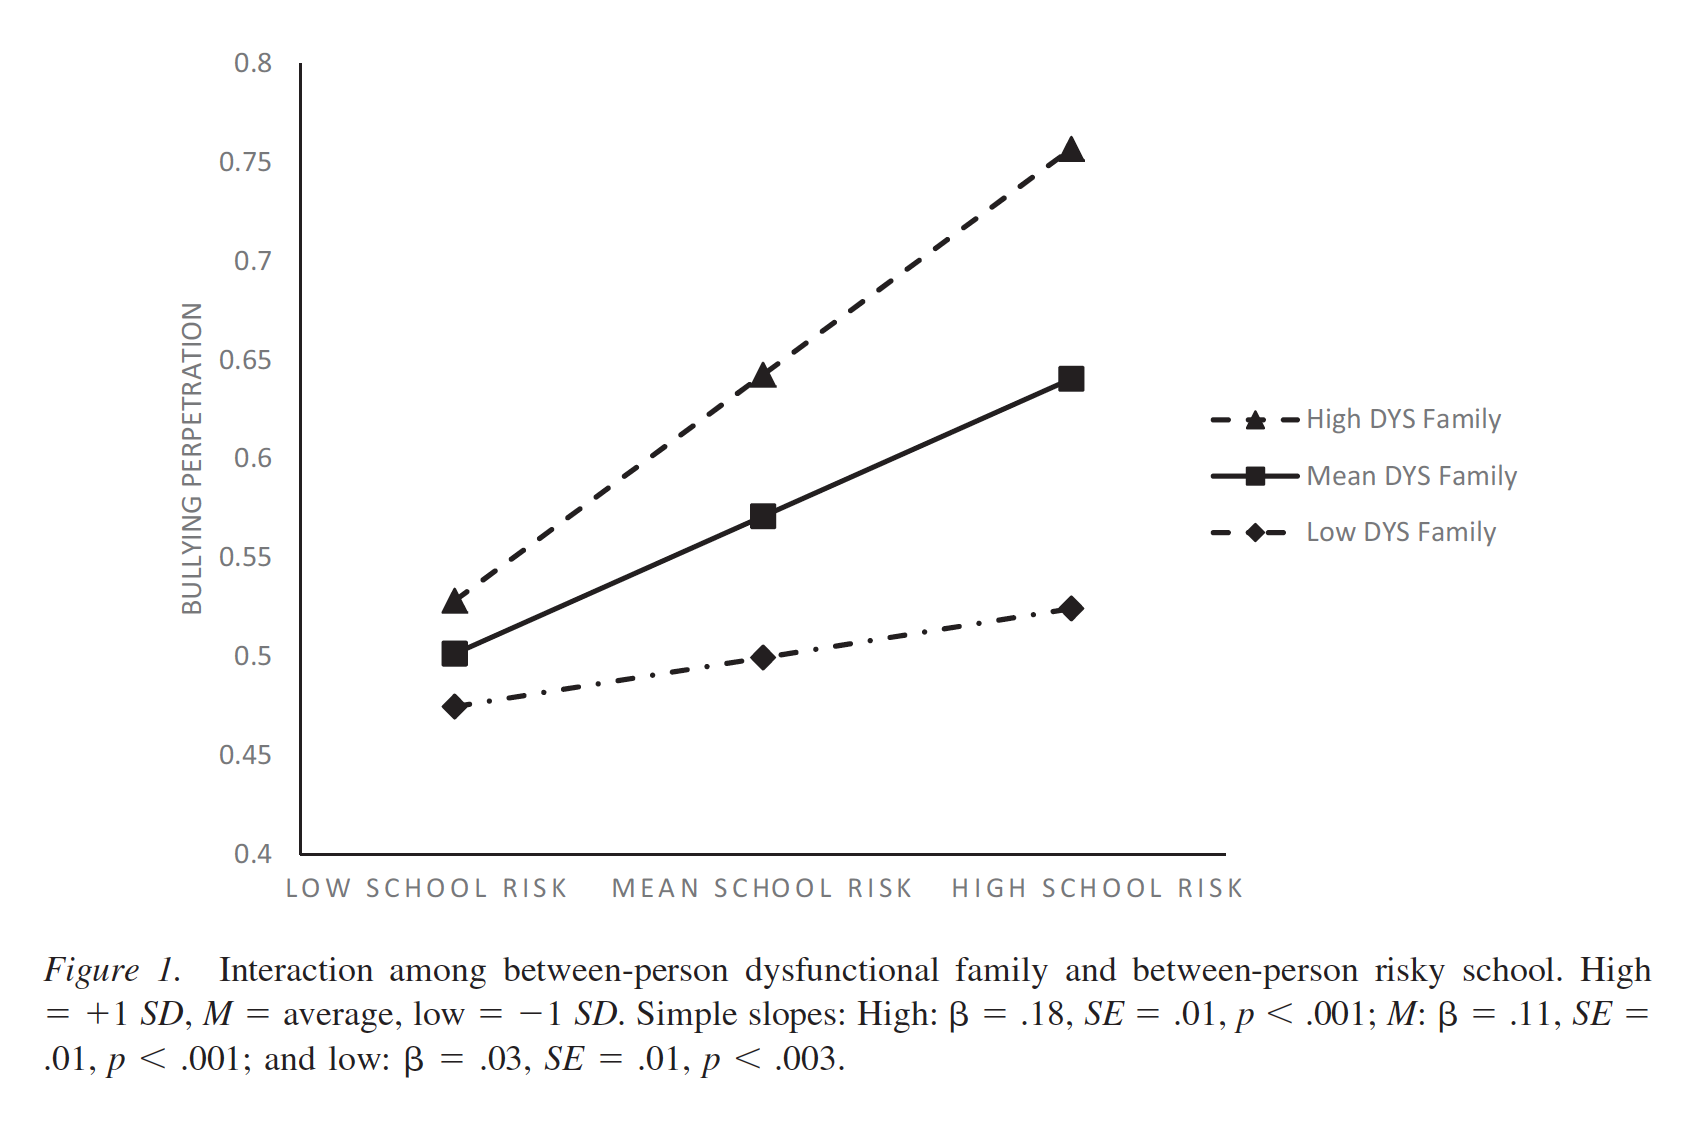 0.8
0.75
0.7
0.65
0.6
0.55
0.5
0.45
0.4
BULLYING PERPETRATION
LOW SCHOOL RISK MEAN SCHOOL RISK HIGH SCHOOL RISK
High DYS Family
Mean DYS Family
Low DYS Family
Figure 1. Interaction among between-person dysfunctional family and between-person risky school. High
= +1 SD, M = average, low = −1 SD. Simple slopes: High: β = .18, SE = .01, p < .001; M: β = .11, SE =
.01, p < .001; and low: β = .03, SE = .01, p < .003.